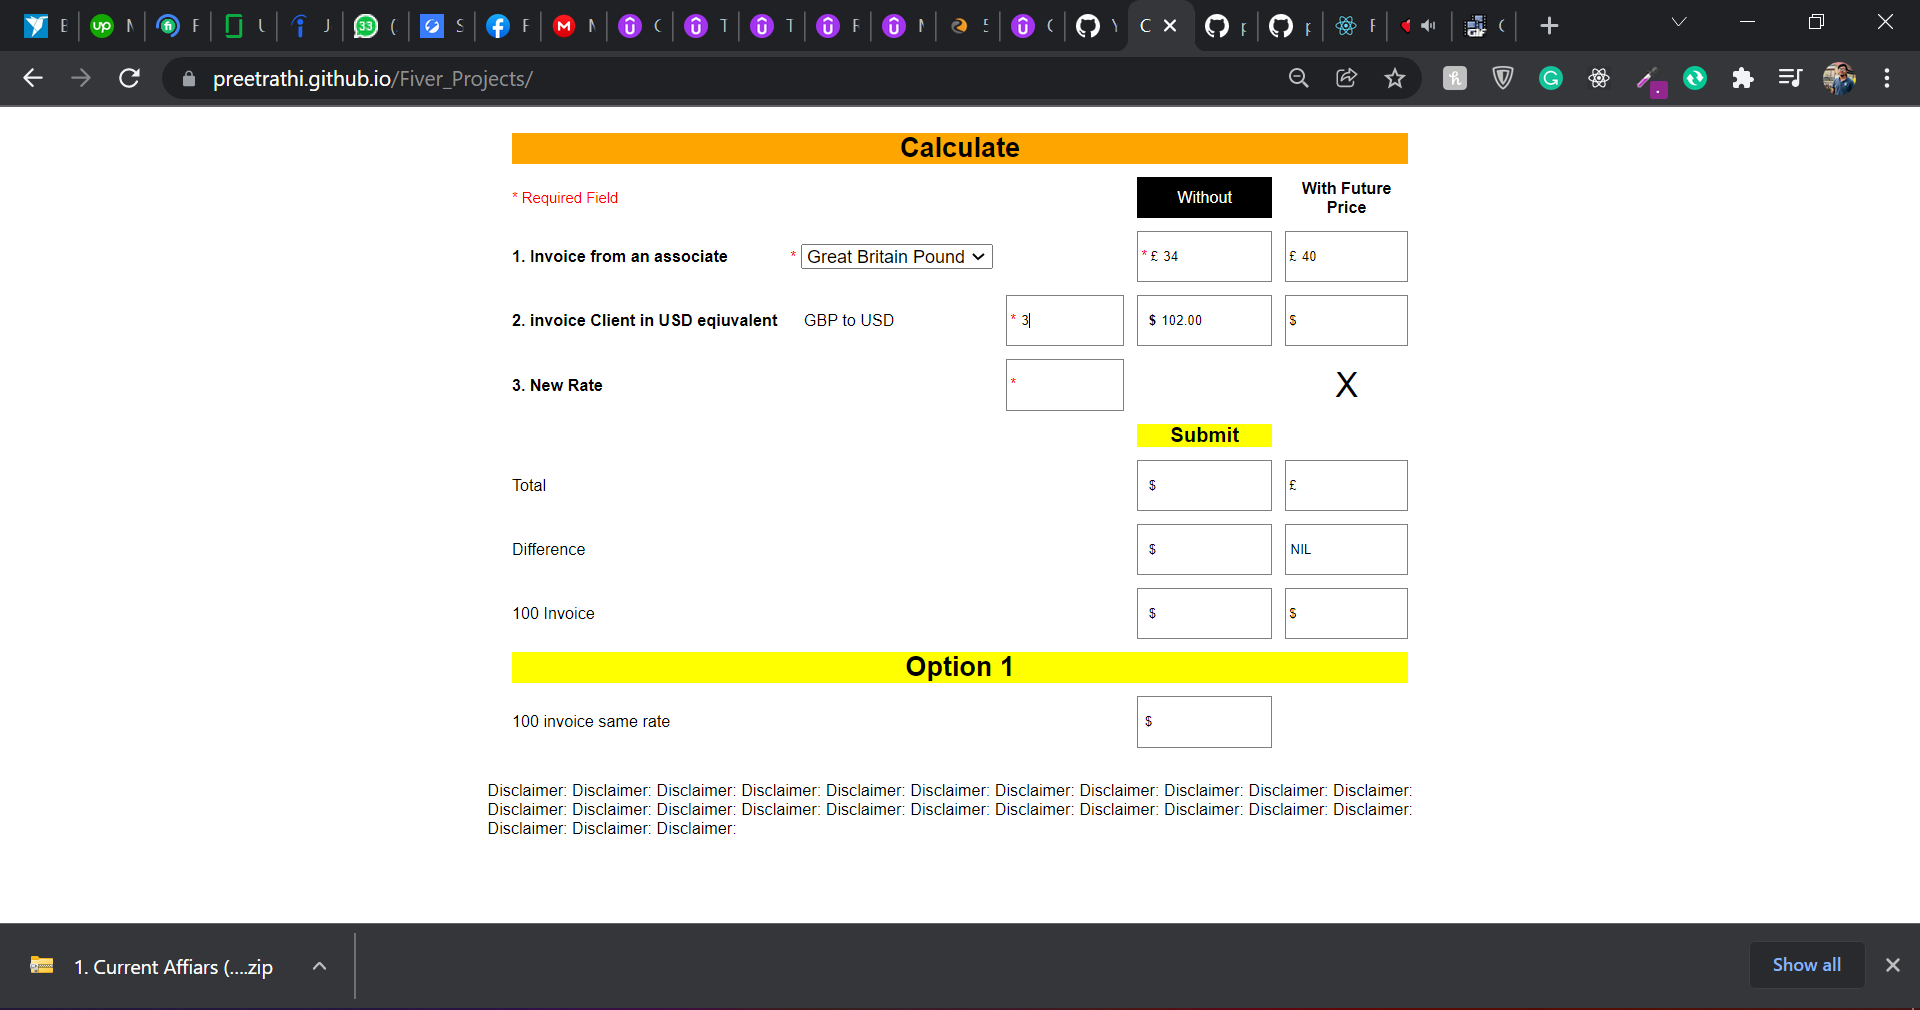 preetrathi.github.io/Fiver_Projects/
Calculate
* Required Field
Without
With Future
Price
1. Invoice from an associate
* Great Britain Pound
* £ 34
£ 40
2. invoice Client in USD eqiuvalent
GBP to USD
* 3
$ 102.00
$
3. New Rate
*
X
Submit
Total
$
£
Difference
$
NIL
100 Invoice
$
$
Option 1
100 invoice same rate
$
Disclaimer: Disclaimer: Disclaimer: Disclaimer: Disclaimer: Disclaimer: Disclaimer: Disclaimer: Disclaimer: Disclaimer: Disclaimer:
Disclaimer: Disclaimer: Disclaimer: Disclaimer: Disclaimer: Disclaimer: Disclaimer: Disclaimer: Disclaimer: Disclaimer: Disclaimer:
Disclaimer: Disclaimer: Disclaimer:
1. Current Affiars (....zip
Show all